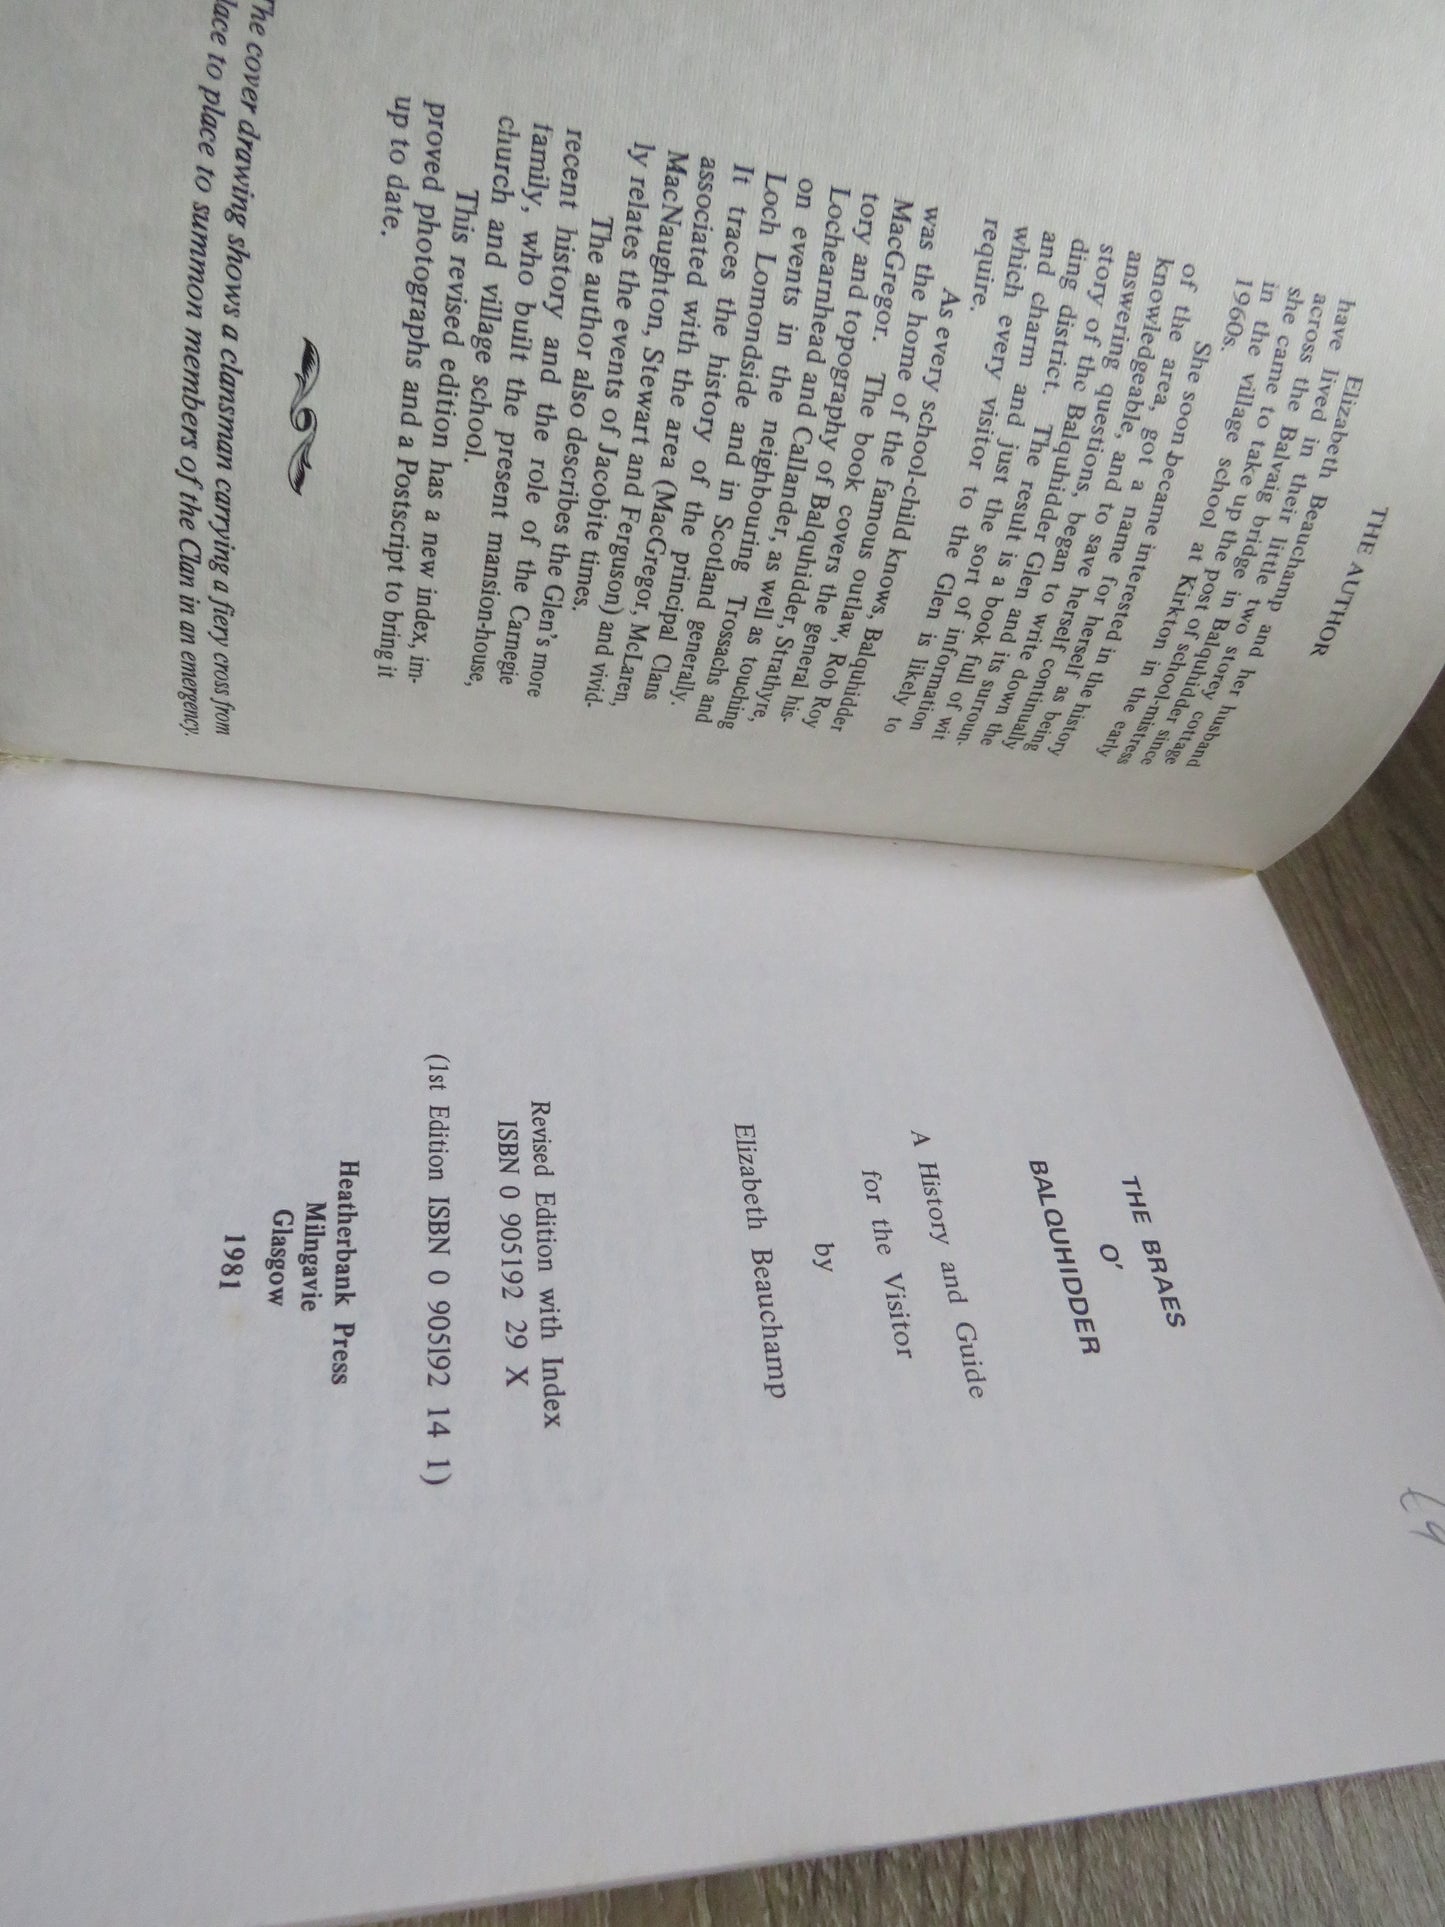 THE AUTHOR
Elizabeth Beauchamp and her husband
have lived in their little two storey cottage
across the Balvaig bridge in Balquhidder since
she came to take up the post of school-mistress
in the village school at Kirkton in the early
1960s.
She soon became interested in the history
of the area, got a name for herself as being
knowledgeable, and to save herself continually
answering questions, began to write down the
story of the Balquhidder Glen and its surroun-
ding district. The result is a book full of wit
and charm and just the sort of information
which every visitor to the Glen is likely to
require.
As every school-child knows, Balquhidder
was the home of the famous outlaw, Rob Roy
MacGregor. The book covers the general his-
tory and topography of Balquhidder, Strathyre,
Lochearnhead and Callander, as well as touching
on events in the neighbouring Trossachs and
Loch Lomondside and in Scotland generally.
It traces the history of the principal Clans
associated with the area (MacGregor, McLaren,
MacNaughton, Stewart and Ferguson) and vivid-
ly relates the events of Jacobite times.
The author also describes the Glen's more
recent history and the role of the Carnegie
family, who built the present mansion-house,
church and village school.
This revised edition has a new index, im-
proved photographs and a Postscript to bring it
up to date.
The cover drawing shows a clansman carrying a fiery cross from
place to place to summon members of the Clan in an emergency.
THE BRAES
O'
BALQUHIDDER
A History and Guide
for the Visitor
by
Elizabeth Beauchamp
Revised Edition with Index
ISBN 0 905192 29 X
(1st Edition ISBN 0 905192 14 1)
Heatherbank Press
Milngavie
Glasgow
1981